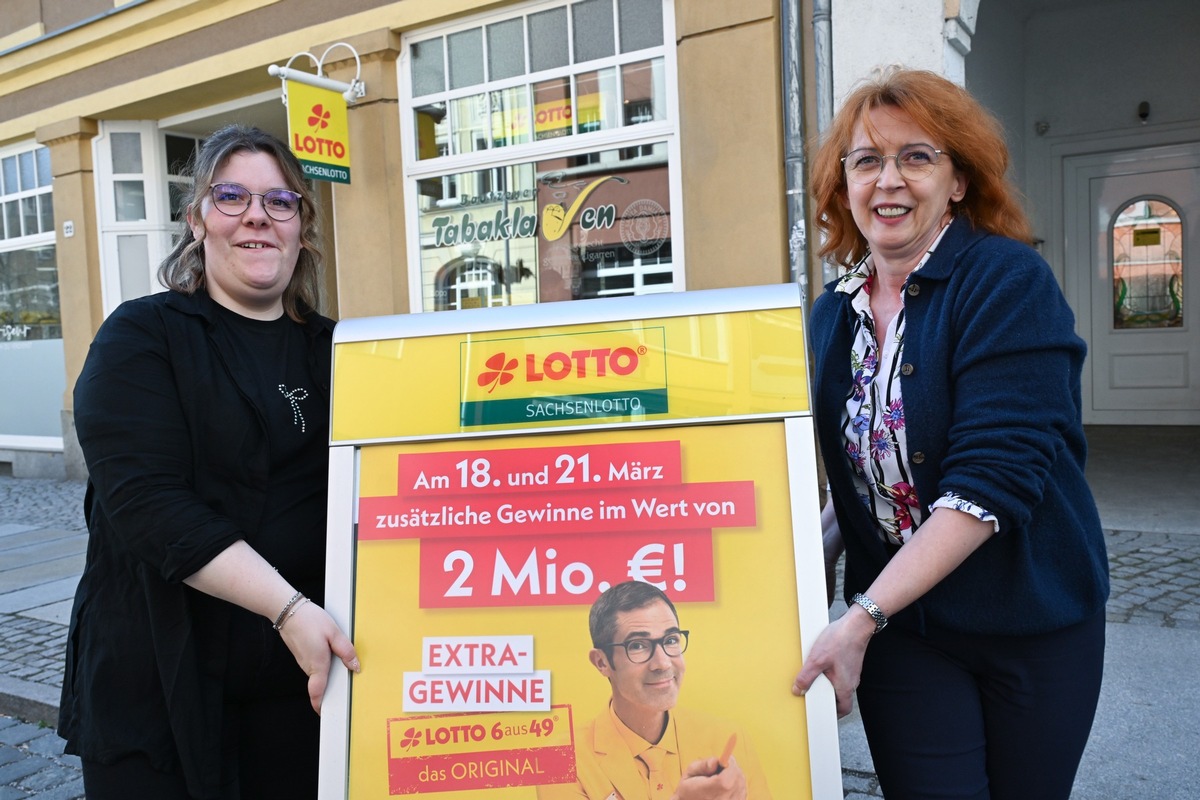 LOTTO
SACHSENLOTTO
LOTTO
Bautzener
Tabakladen
LOTTO®
SACHSENLOTTO
Am 18. und 21. März
zusätzliche Gewinne im Wert von
2 Mio. €!
EXTRA-
GEWINNE
LOTTO 6aus49®
das ORIGINAL